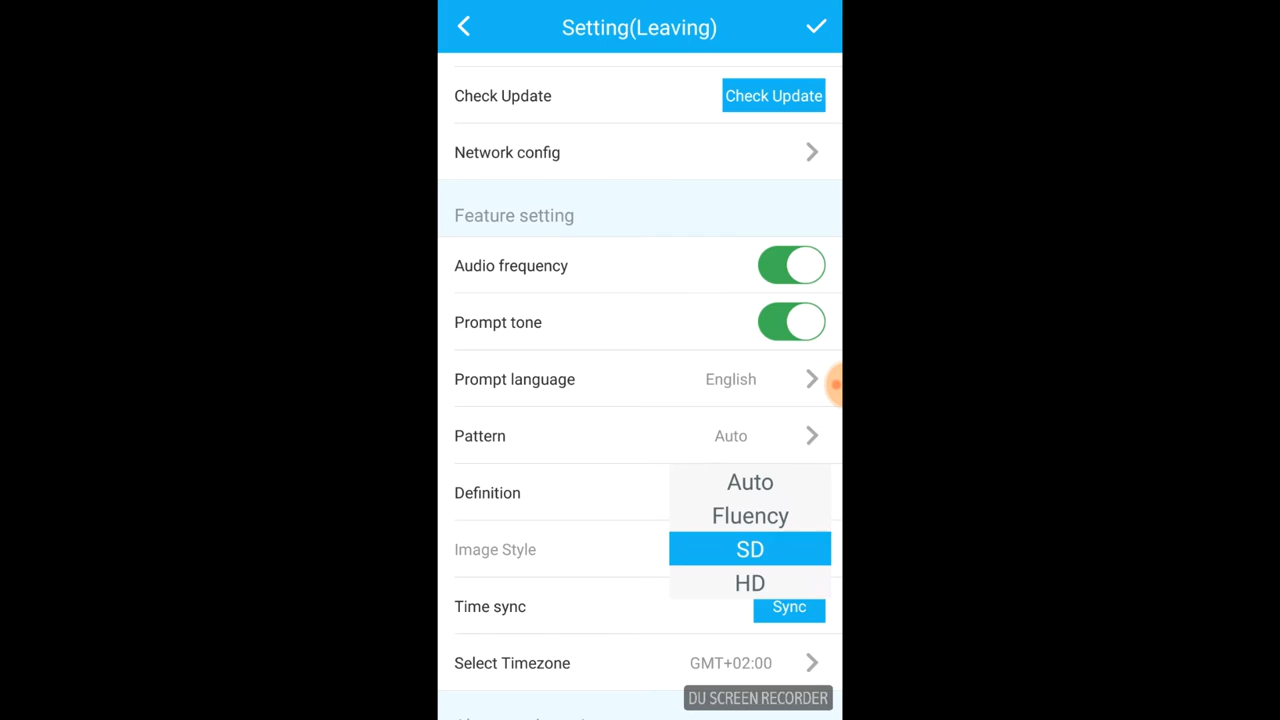 Setting(Leaving)
Check Update Check Update
Network config
Feature setting
Audio frequency
Prompt tone
Prompt language English
Pattern Auto
Auto
Definition
Fluency
SD
Image Style
HD
Time sync Sync
Select Timezone GMT+02:00
DU SCREEN RECORDER